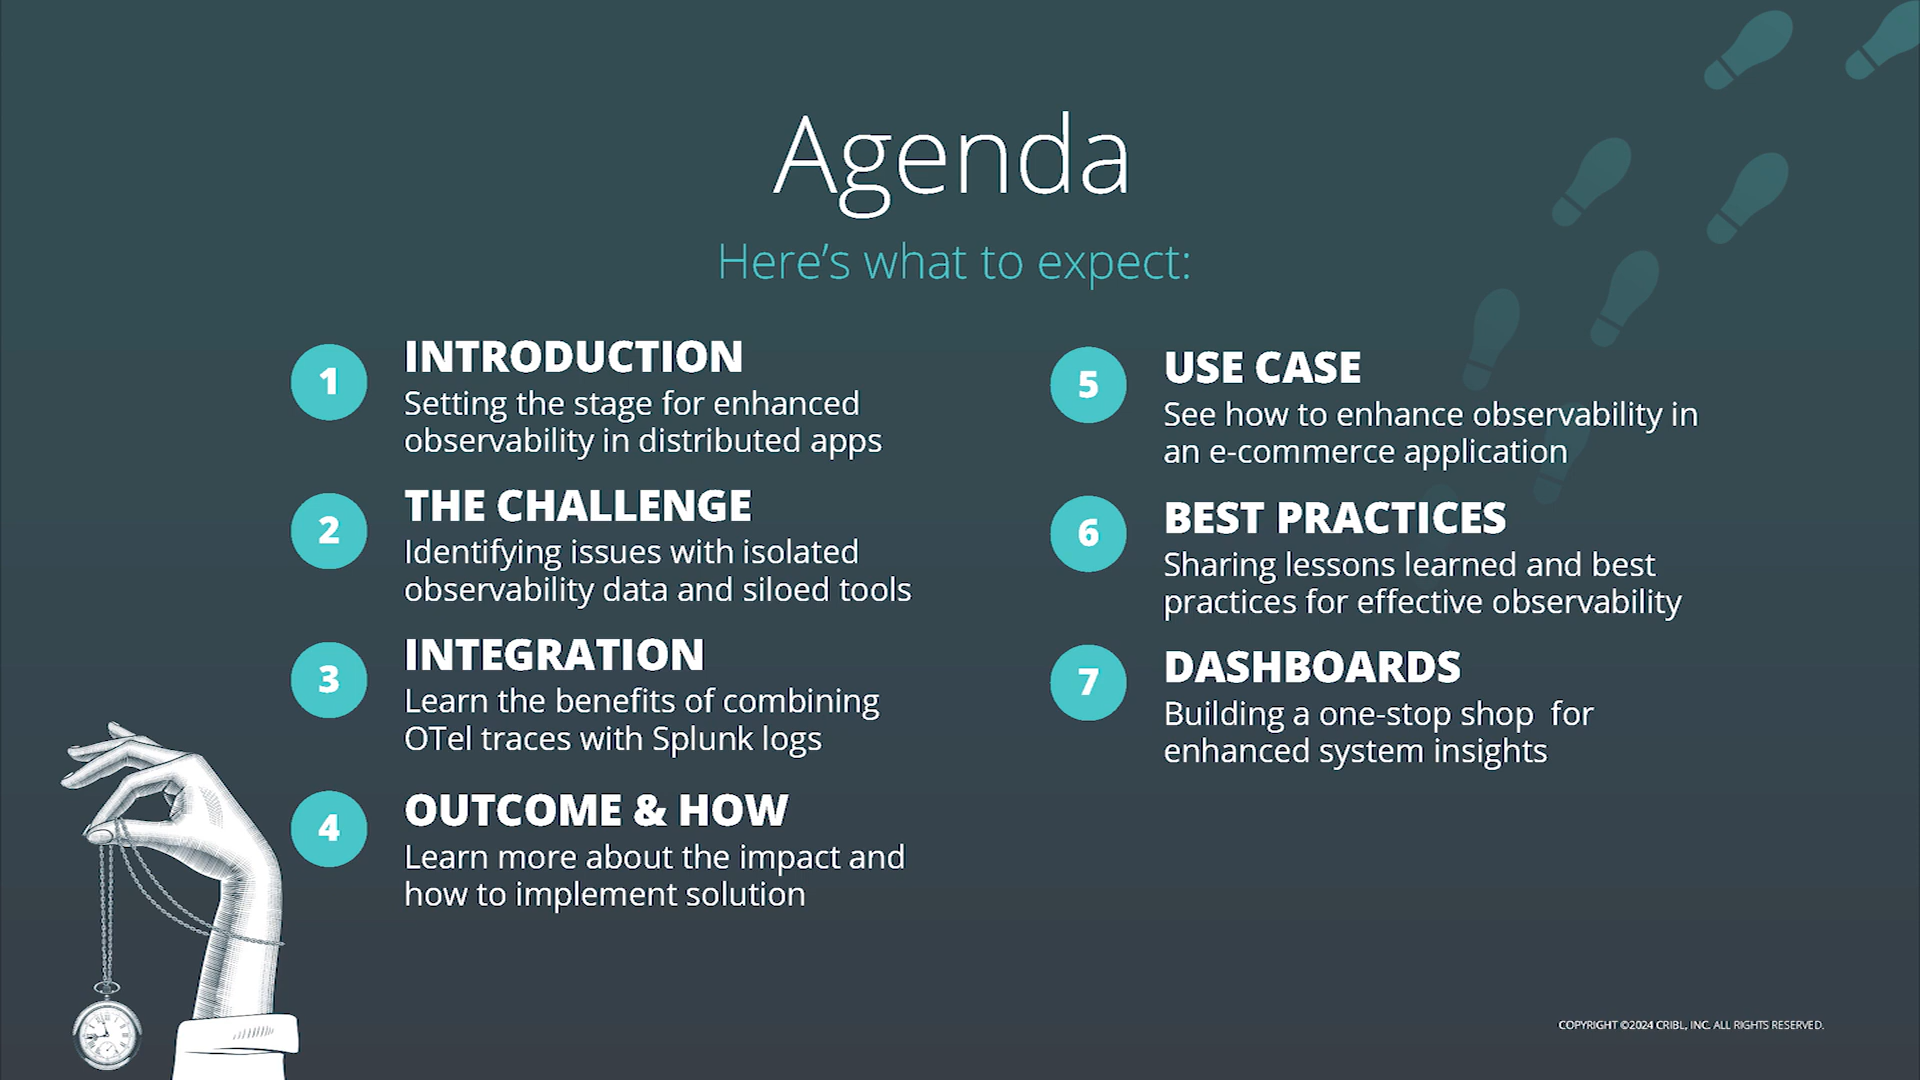 Agenda
Here's what to expect:
1
INTRODUCTION
Setting the stage for enhanced
observability in distributed apps
2
THE CHALLENGE
Identifying issues with isolated
observability data and siloed tools
3
INTEGRATION
Learn the benefits of combining
OTel traces with Splunk logs
4
OUTCOME & HOW
Learn more about the impact and
how to implement solution
5
USE CASE
See how to enhance observability in
an e-commerce application
6
BEST PRACTICES
Sharing lessons learned and best
practices for effective observability
7
DASHBOARDS
Building a one-stop shop  for
enhanced system insights
COPYRIGHT ©2024 CRIBL, INC. ALL RIGHTS RESERVED.